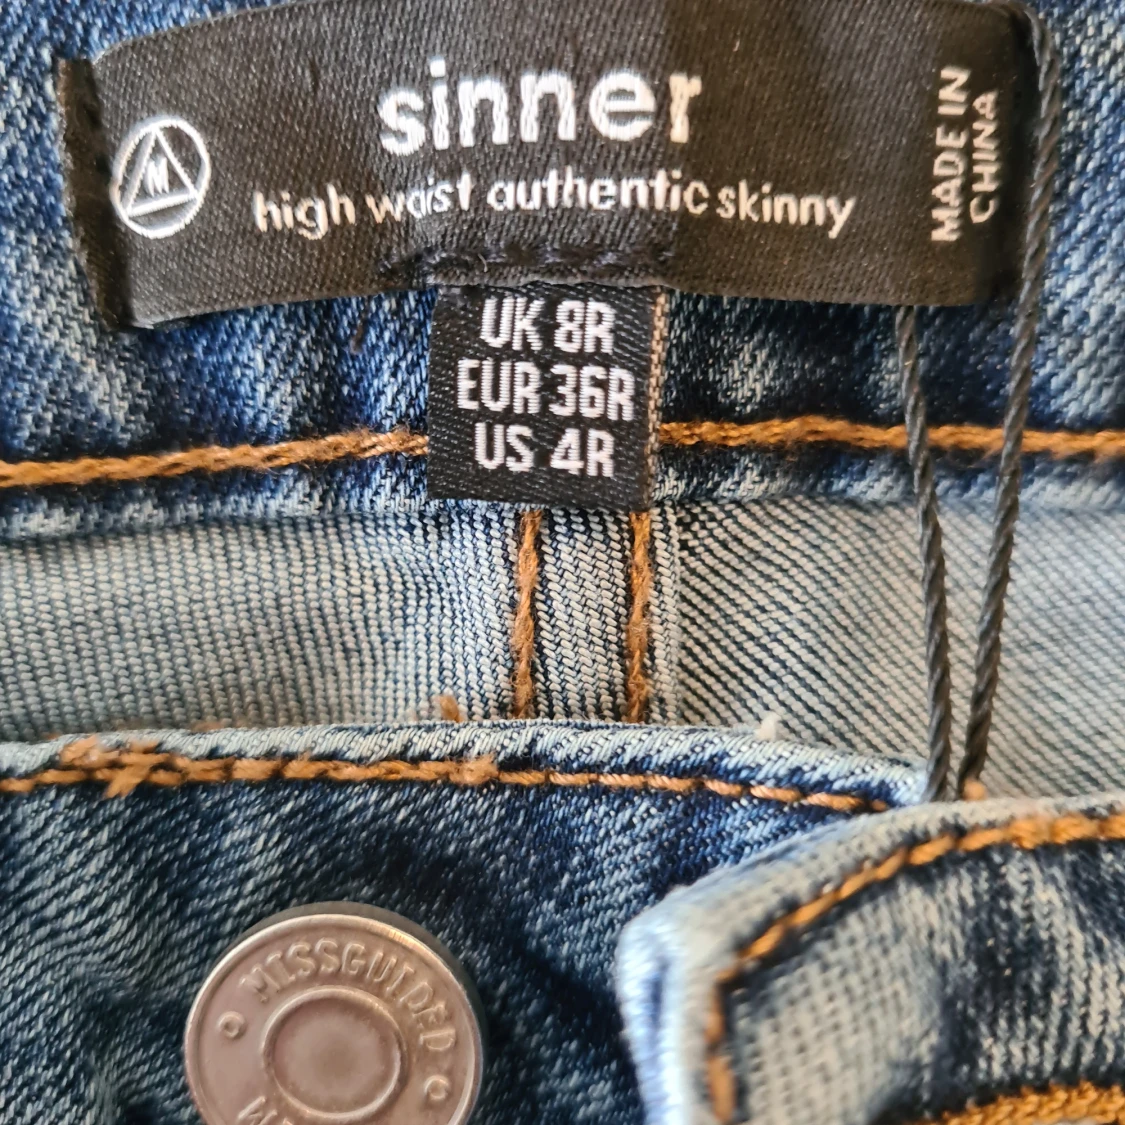 sinner
M
high waist authentic skinny
MADE IN
CHINA
UK 8R
EUR 36R
US 4R
MISSGUIDED